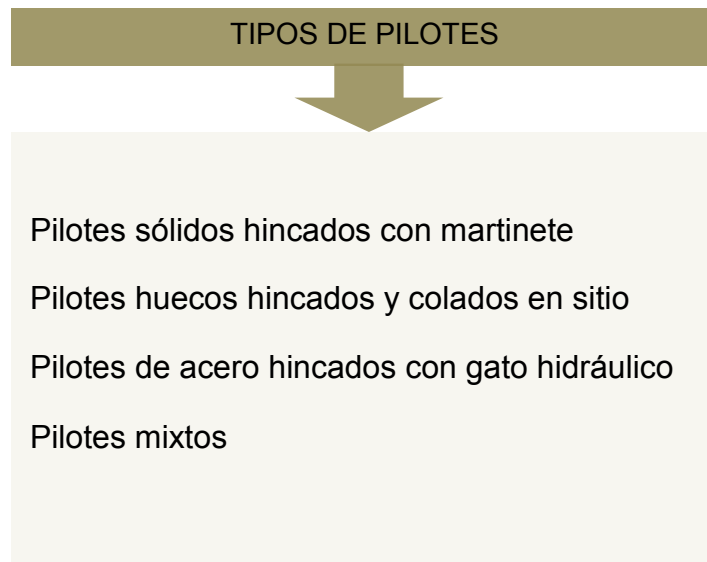 TIPOS DE PILOTES
Pilotes sólidos hincados con martinete
Pilotes huecos hincados y colados en sitio
Pilotes de acero hincados con gato hidráulico
Pilotes mixtos